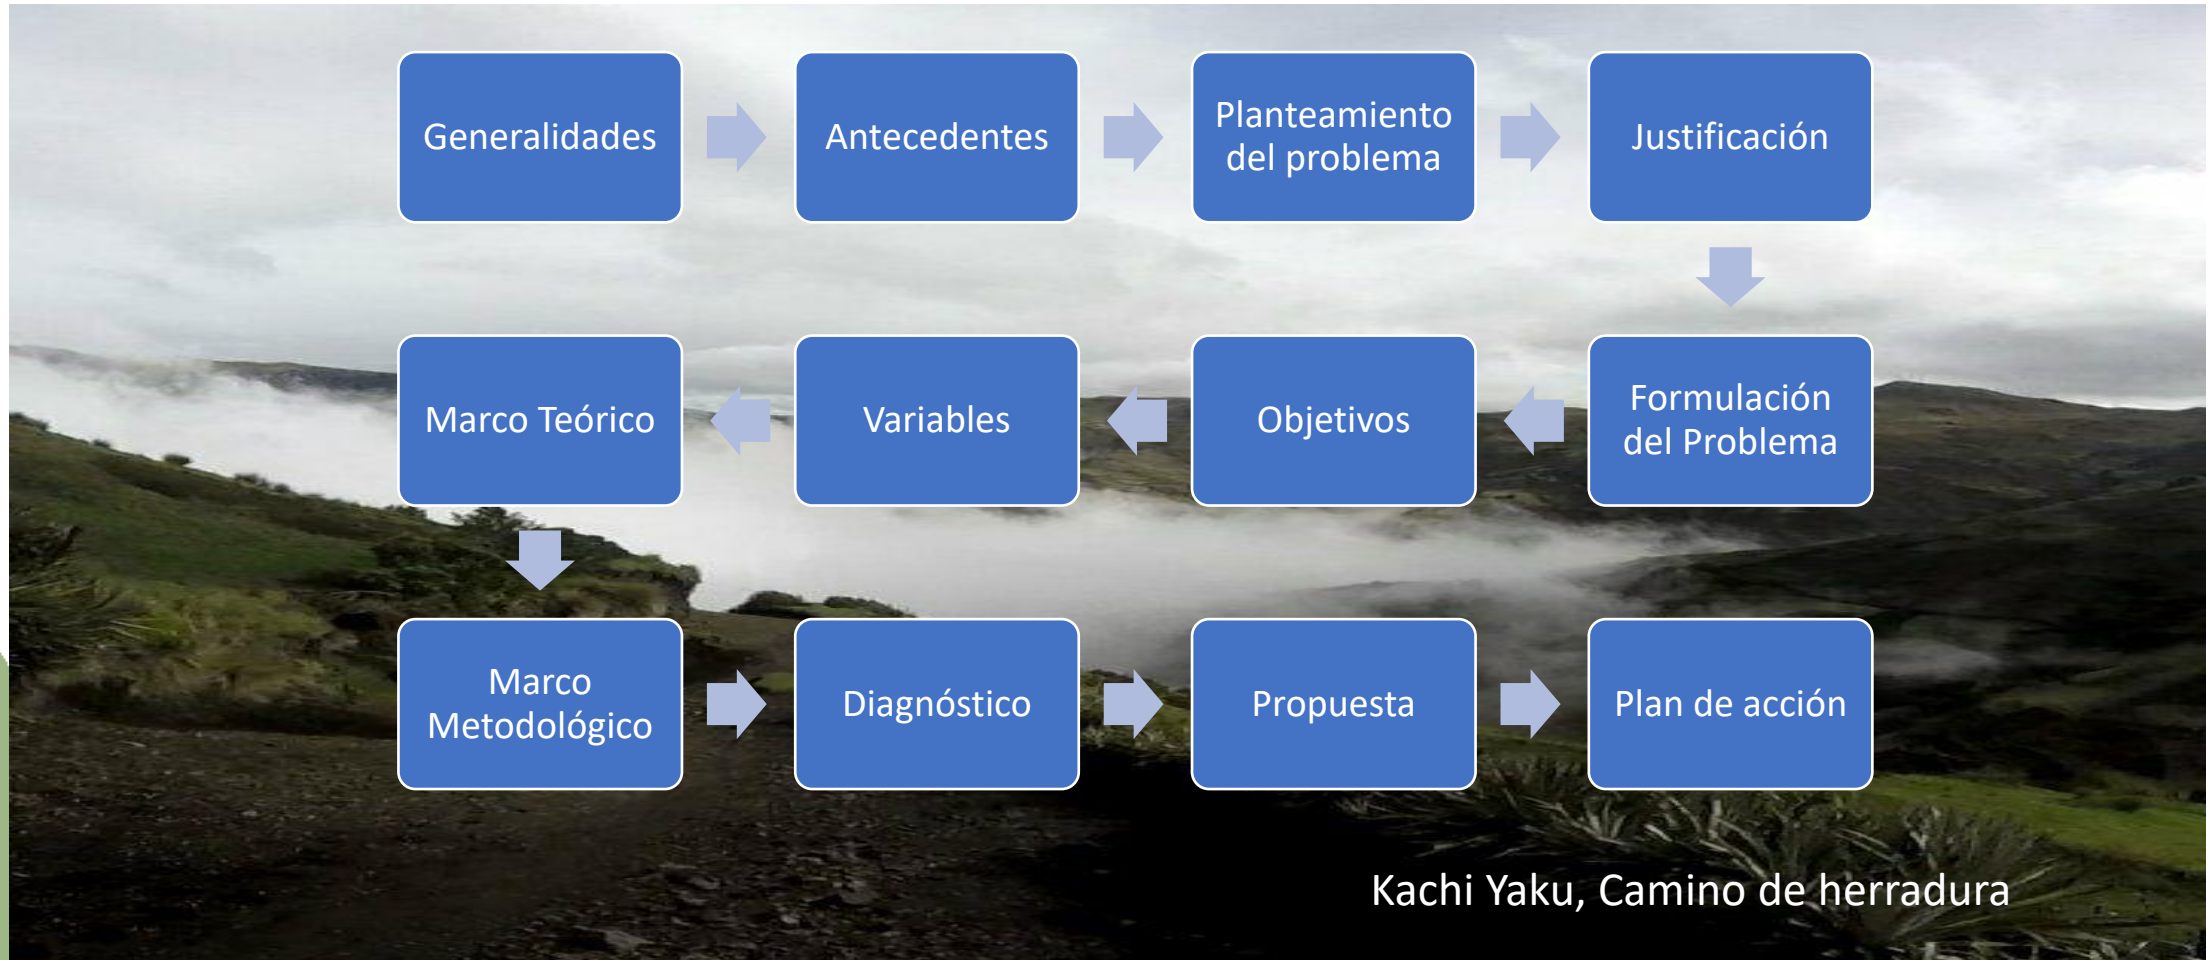 Generalidades
Antecedentes
Planteamiento
del problema
Justificación
Formulación
del Problema
Objetivos
Variables
Marco Teórico
Marco
Metodológico
Diagnóstico
Propuesta
Plan de acción
Kachi Yaku, Camino de herradura